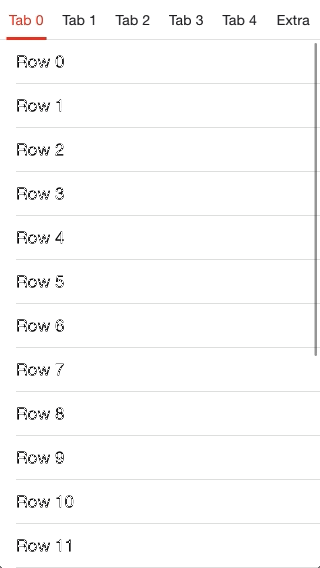 Tab 0 Tab 1 Tab 2 Tab 3 Tab 4 Extra
Row 0
Row 1
Row 2
Row 3
Row 4
Row 5
Row 6
Row 7
Row 8
Row 9
Row 10
Row 11